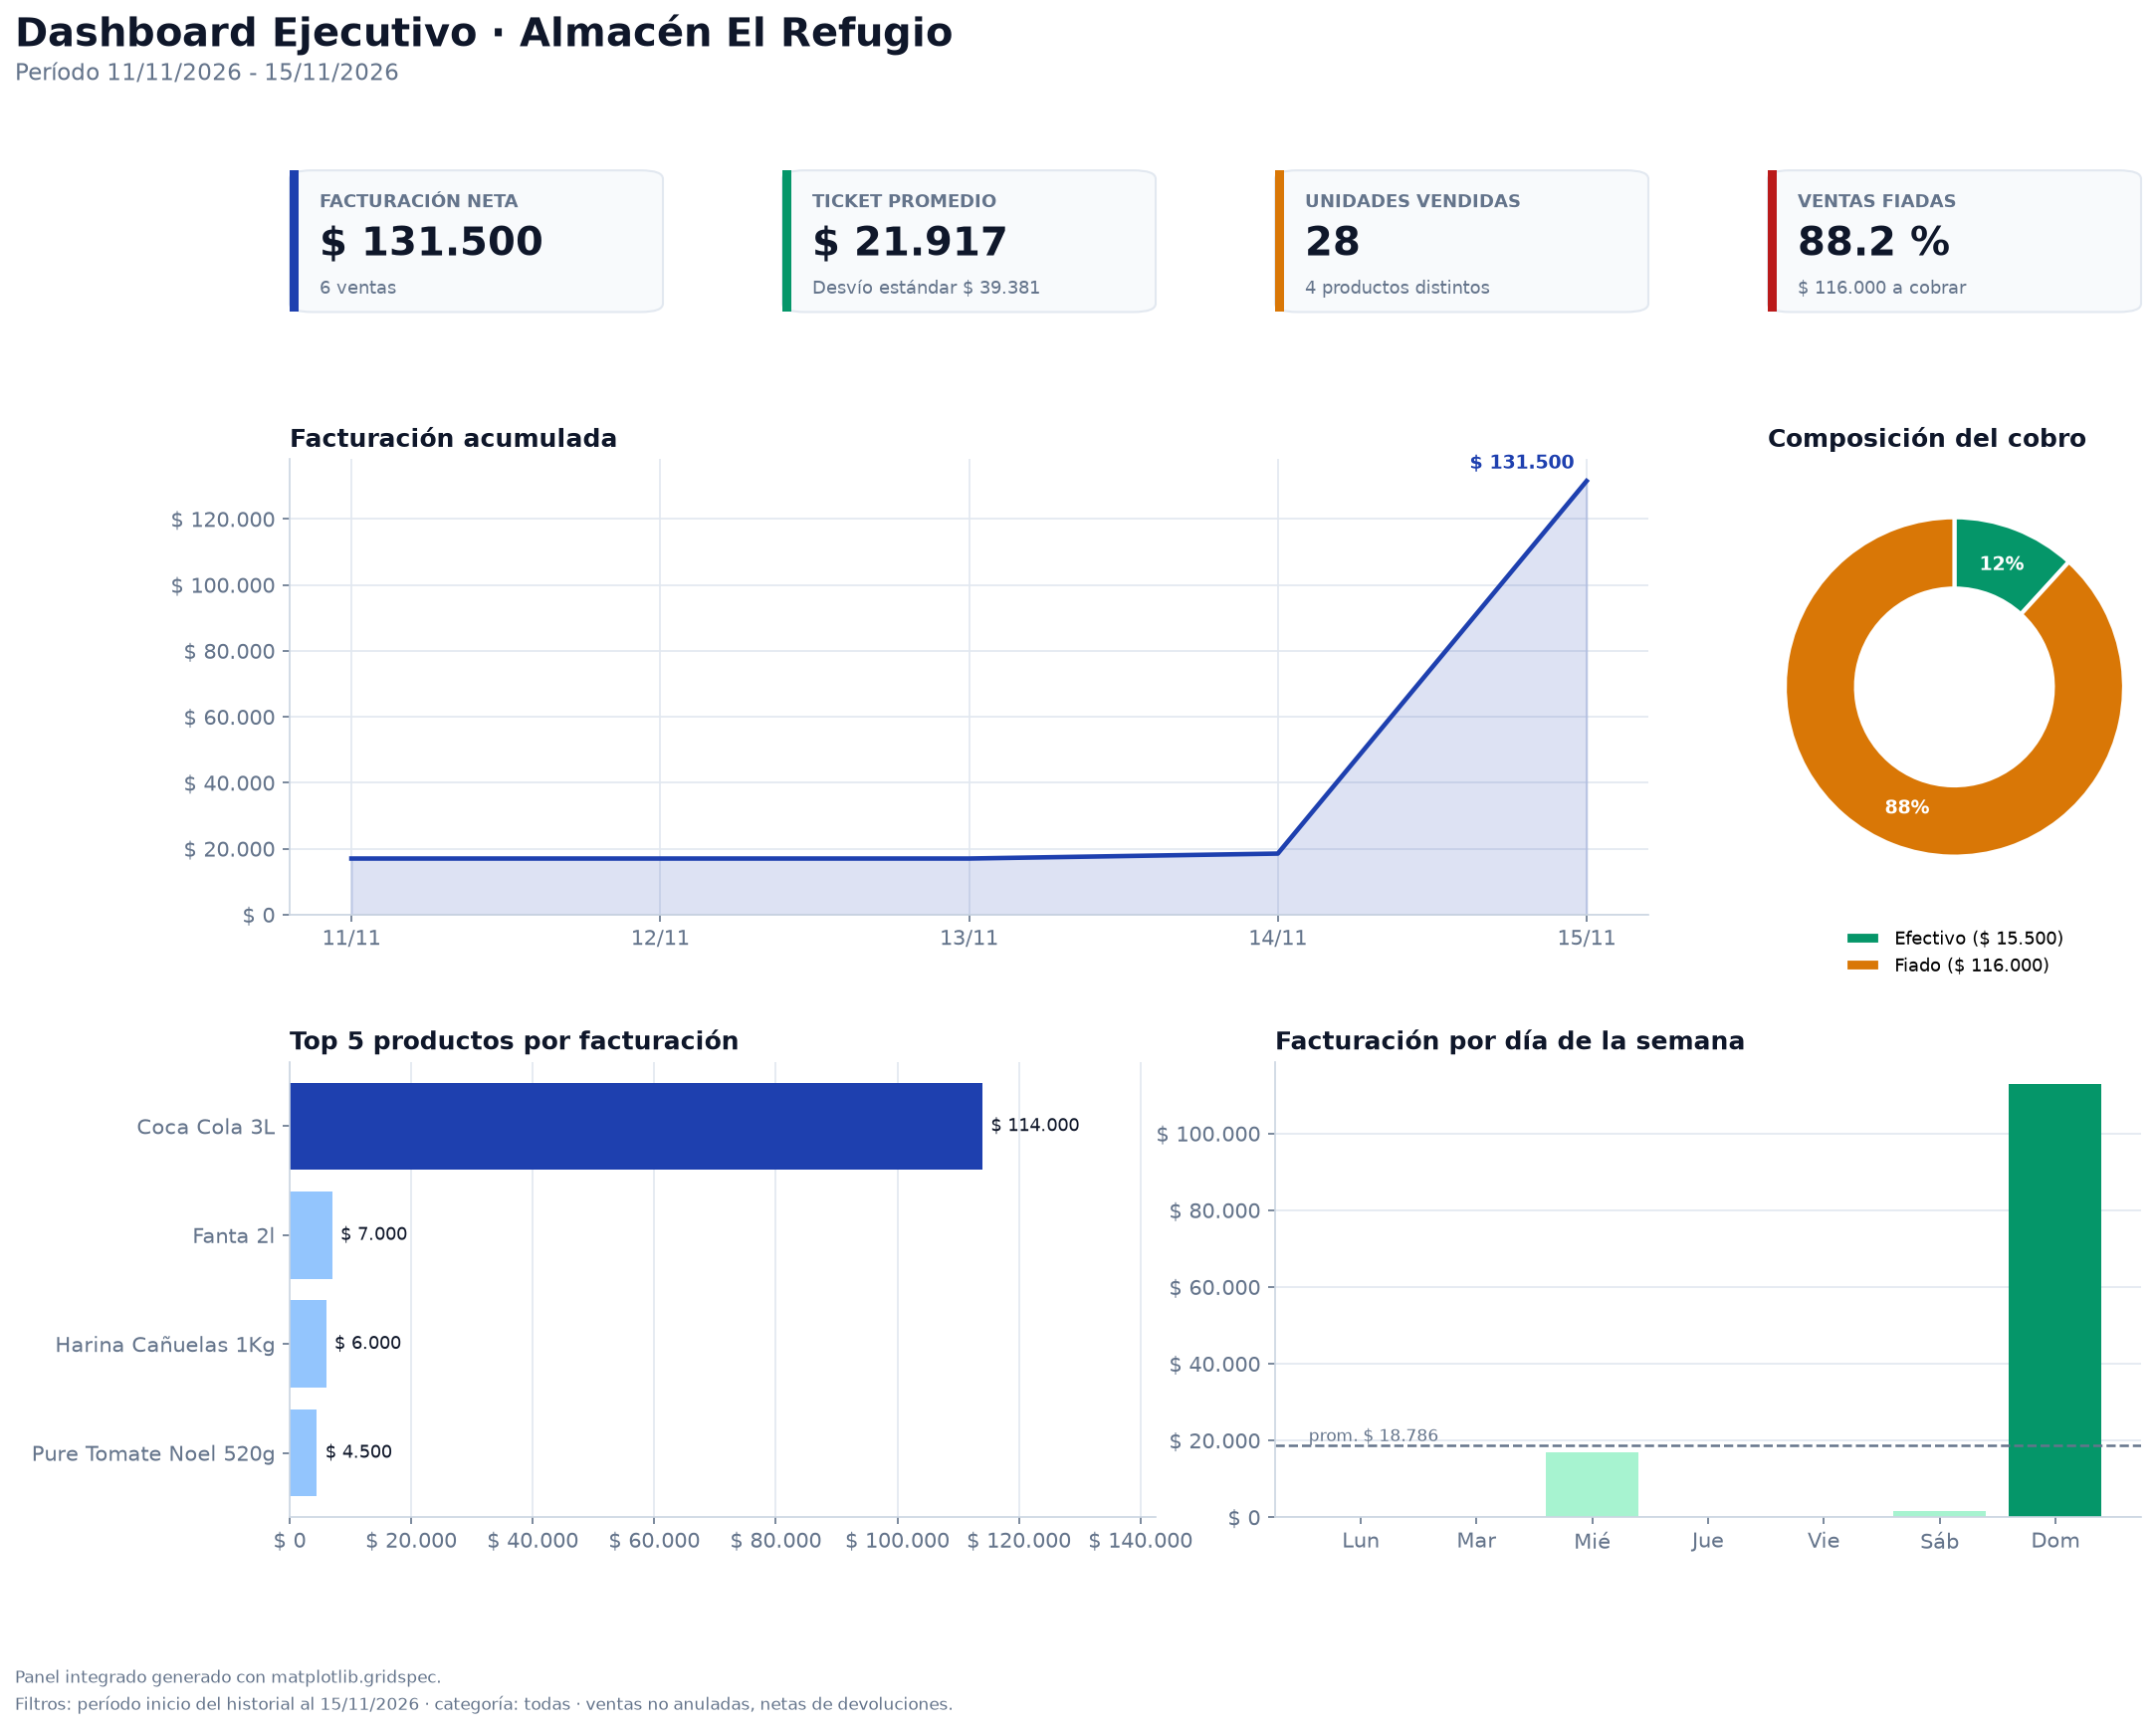 Dashboard Ejecutivo · Almacén El Refugio
Período 11/11/2026 - 15/11/2026
FACTURACIÓN NETA
$ 131.500
6 ventas
TICKET PROMEDIO
$ 21.917
Desvío estándar $ 39.381
UNIDADES VENDIDAS
28
4 productos distintos
VENTAS FIADAS
88.2 %
$ 116.000 a cobrar
Facturación acumulada
$ 131.500
$ 120.000
$ 100.000
$ 80.000
$ 60.000
$ 40.000
$ 20.000
$ 0
11/11
12/11
13/11
14/11
15/11
Composición del cobro
12%
88%
Efectivo ($ 15.500)
Fiado ($ 116.000)
Top 5 productos por facturación
Coca Cola 3L
$ 114.000
Fanta 2l
$ 7.000
Harina Cañuelas 1Kg
$ 6.000
Pure Tomate Noel 520g
$ 4.500
$ 0
$ 20.000
$ 40.000
$ 60.000
$ 80.000
$ 100.000
$ 120.000
$ 140.000
Facturación por día de la semana
$ 100.000
$ 80.000
$ 60.000
$ 40.000
$ 20.000
$ 0
prom. $ 18.786
Lun
Mar
Mié
Jue
Vie
Sáb
Dom
Panel integrado generado con matplotlib.gridspec.
Filtros: período inicio del historial al 15/11/2026 · categoría: todas · ventas no anuladas, netas de devoluciones.